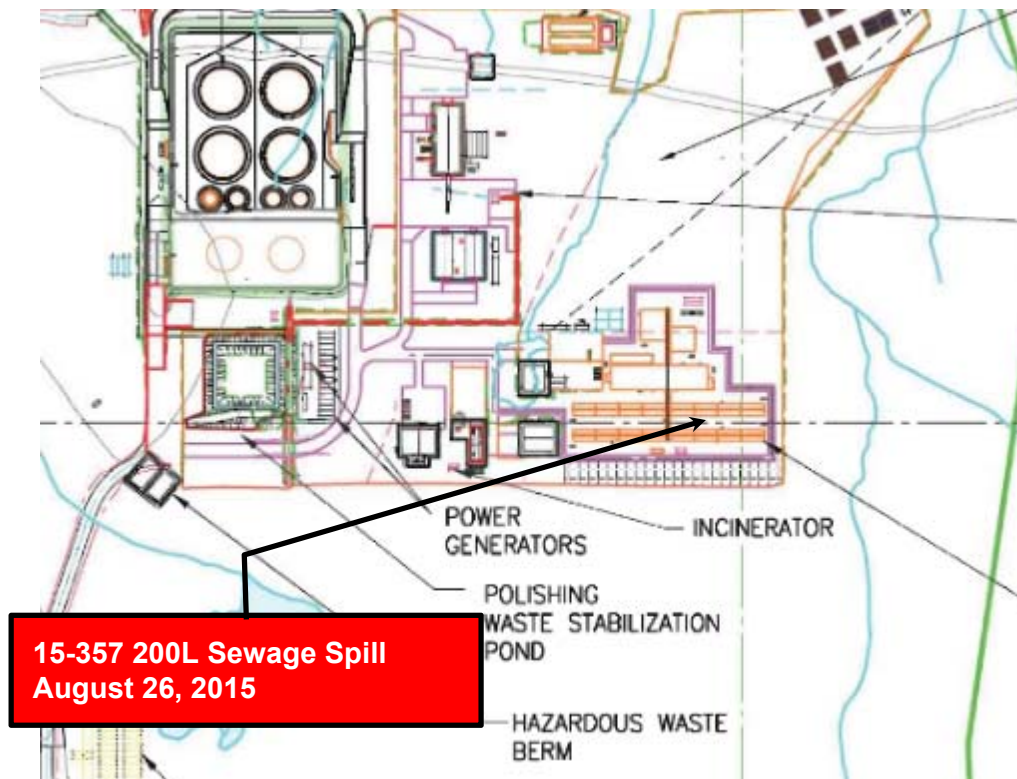 POWER
GENERATORS
INCINERATOR
POLISHING
WASTE STABILIZATION
POND
15-357 200L Sewage Spill
August 26, 2015
HAZARDOUS WASTE
BERM